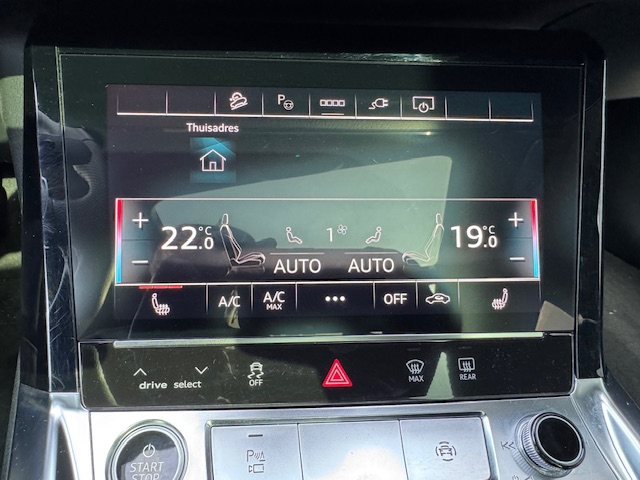 P
Thuisadres
+ 22.0 °C 1 19.0 °C +
− AUTO AUTO −
A/C A/C MAX ••• OFF
drive select OFF MAX REAR
START STOP P